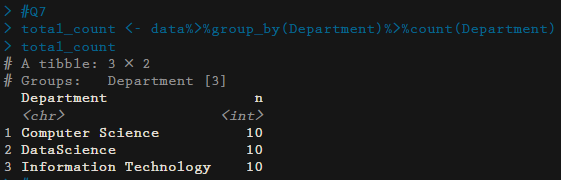 > #Q7
> total_count <- data%>%group_by(Department)%>%count(Department)
> total_count
# A tibble: 3 × 2
# Groups:   Department [3]
  Department                 n
  <chr>                  <int>
1 Computer Science          10
2 DataScience               10
3 Information Technology    10